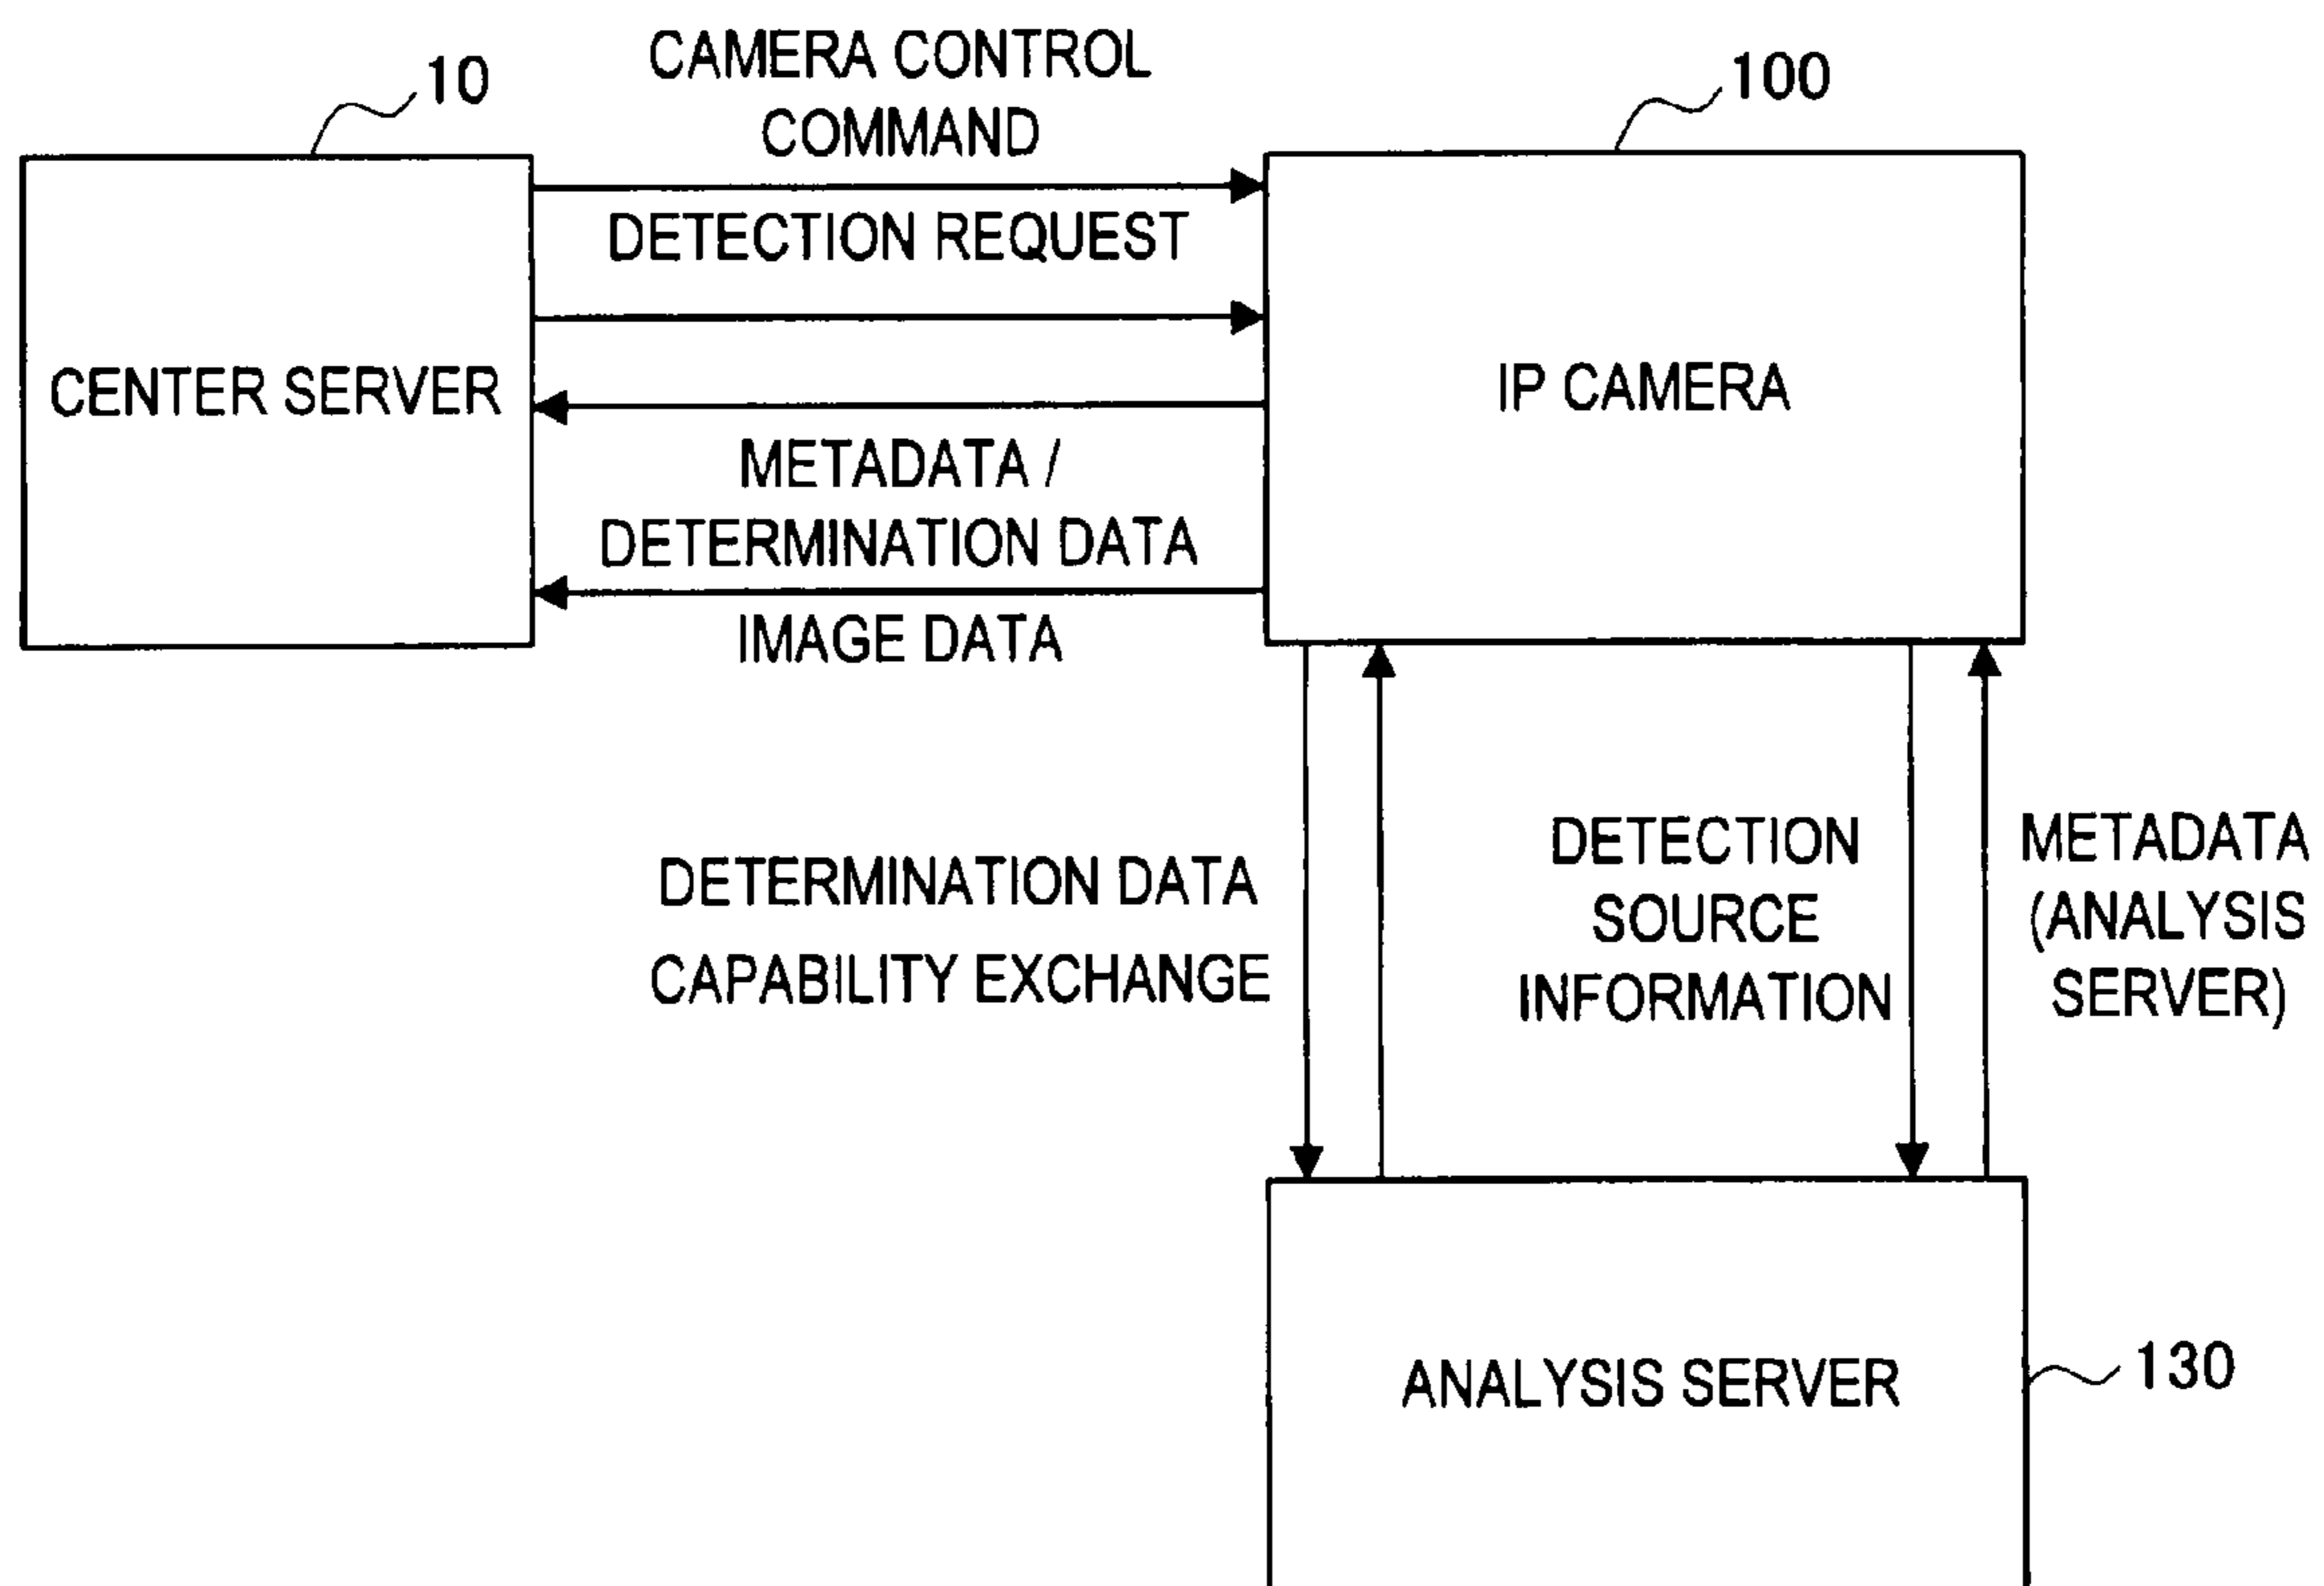 10
CAMERA CONTROL
COMMAND
100
DETECTION REQUEST
CENTER SERVER
IP CAMERA
METADATA /
DETERMINATION DATA
IMAGE DATA
DETERMINATION DATA
CAPABILITY EXCHANGE
DETECTION
SOURCE
INFORMATION
METADATA
(ANALYSIS
SERVER)
ANALYSIS SERVER
130